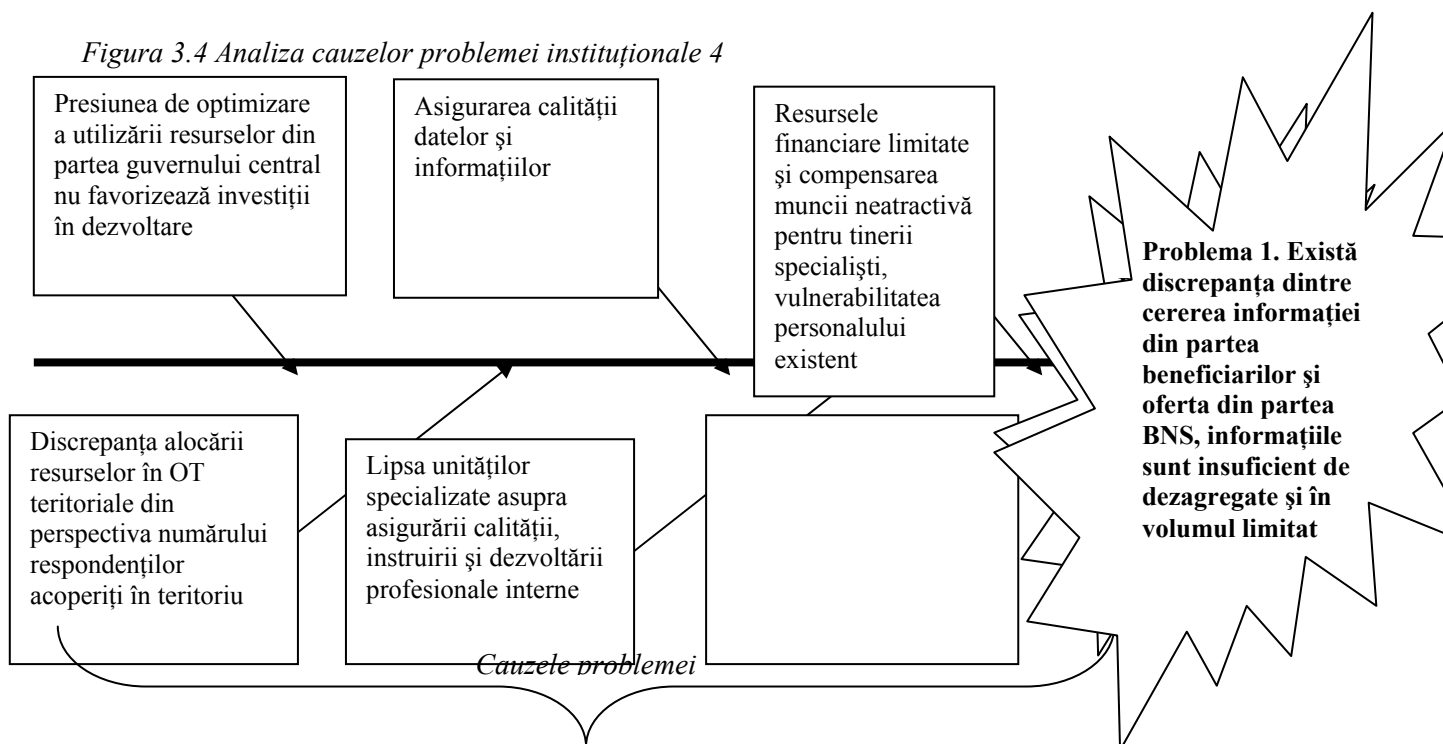 Figura 3.4 Analiza cauzelor problemei instituționale 4
Presiunea de optimizare
a utilizării resurselor din
partea guvernului central
nu favorizează investiții
în dezvoltare
Asigurarea calității
datelor şi
informațiilor
Resursele
financiare limitate
şi compensarea
muncii neatractivă
pentru tinerii
specialişti,
vulnerabilitatea
personalului
existent
Problema 1. Există
discrepanța dintre
cererea informației
din partea
beneficiarilor şi
oferta din partea
BNS, informațiile
sunt insuficient de
dezagregate şi în
volumul limitat
Discrepanța alocării
resurselor în OT
teritoriale din
perspectiva numărului
respondenților
acoperiți în teritoriu
Lipsa unităților
specializate asupra
asigurării calității,
instruirii şi dezvoltării
profesionale interne
Cauzele problemei